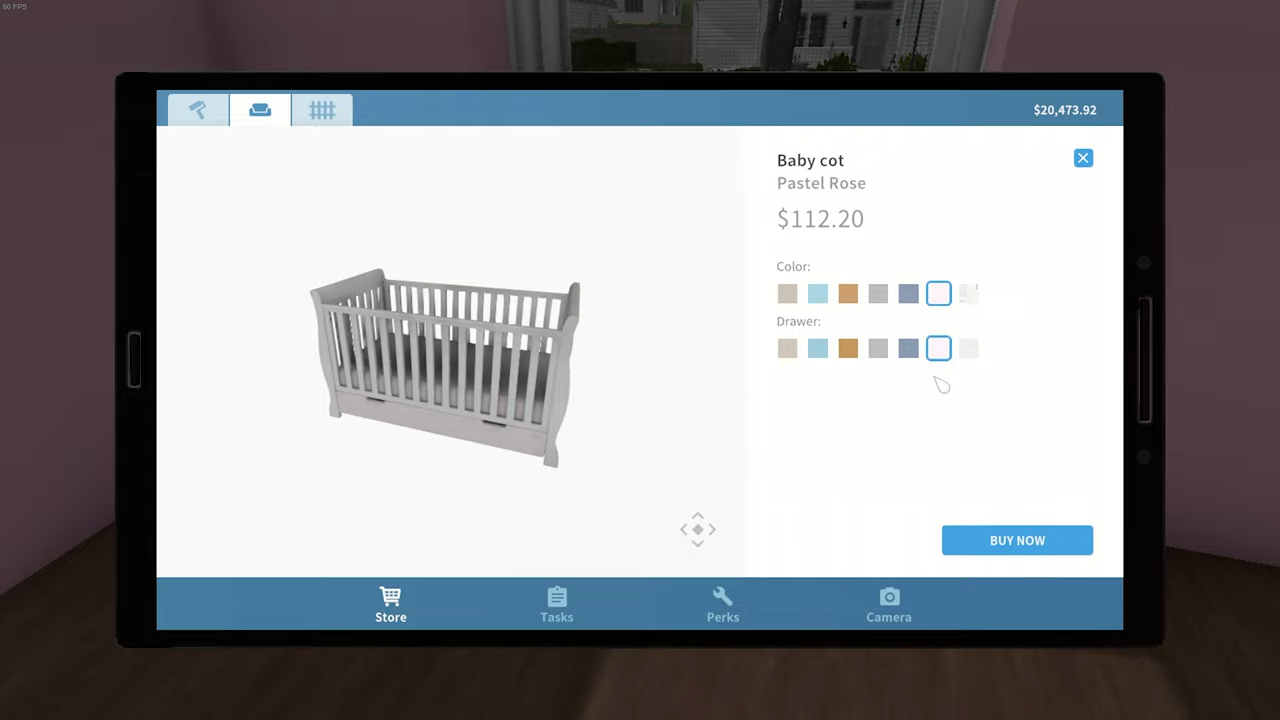 60 FPS
$20,473.92
Baby cot
Pastel Rose
$112.20
Color:
Drawer:
BUY NOW
Store
Tasks
Perks
Camera